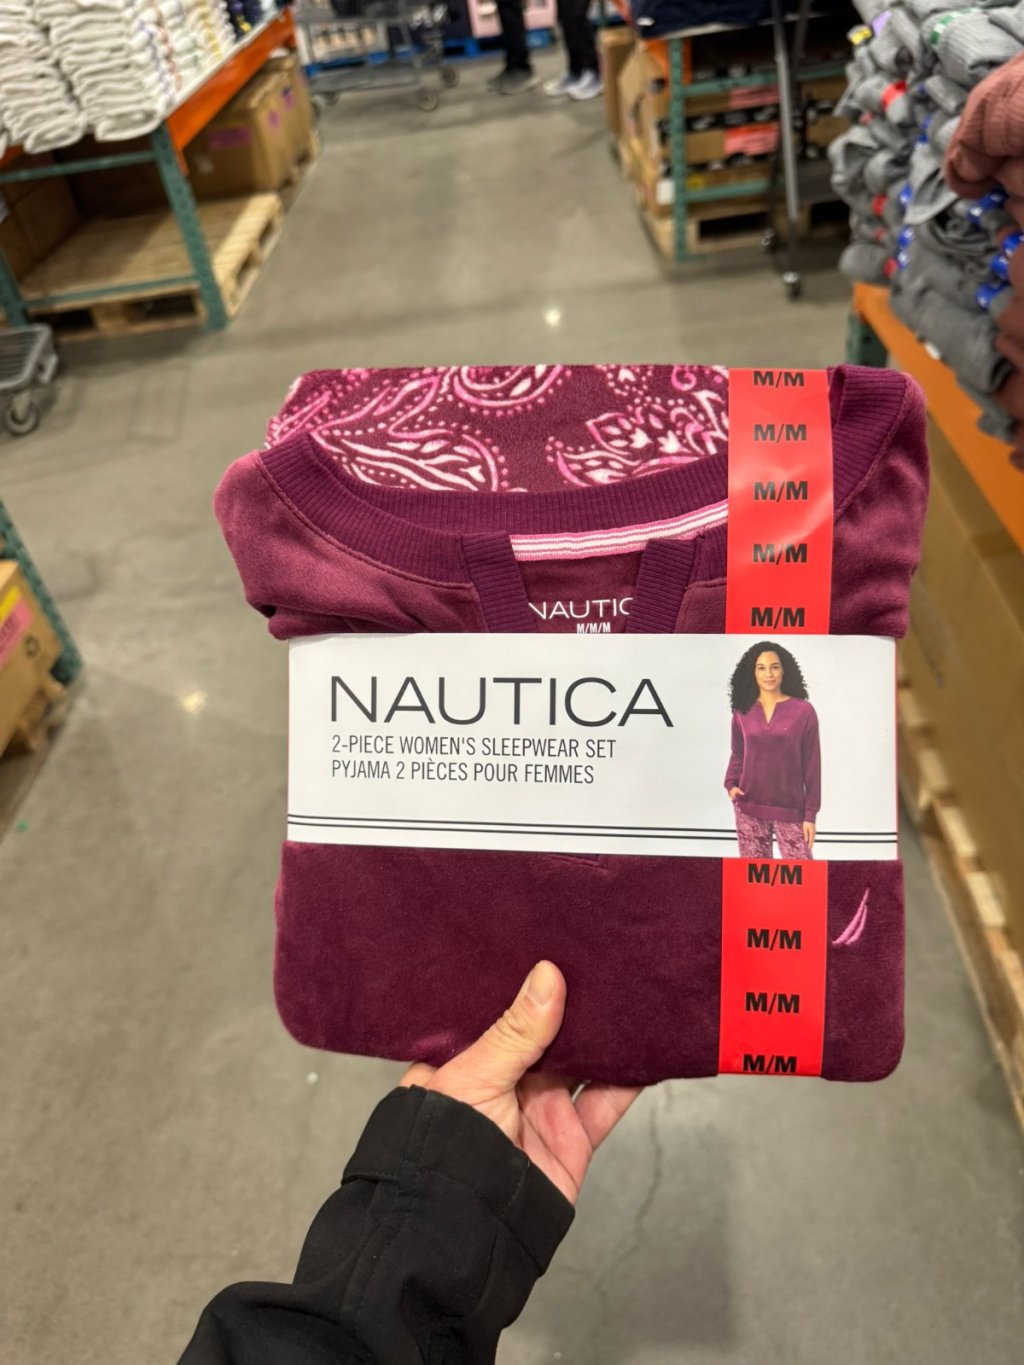 M/M
M/M
M/M
M/M
M/M
NAUTIC
M/M/M
NAUTICA
2-PIECE WOMEN'S SLEEPWEAR SET
PYJAMA 2 PIÈCES POUR FEMMES
M/M
M/M
M/M
M/M